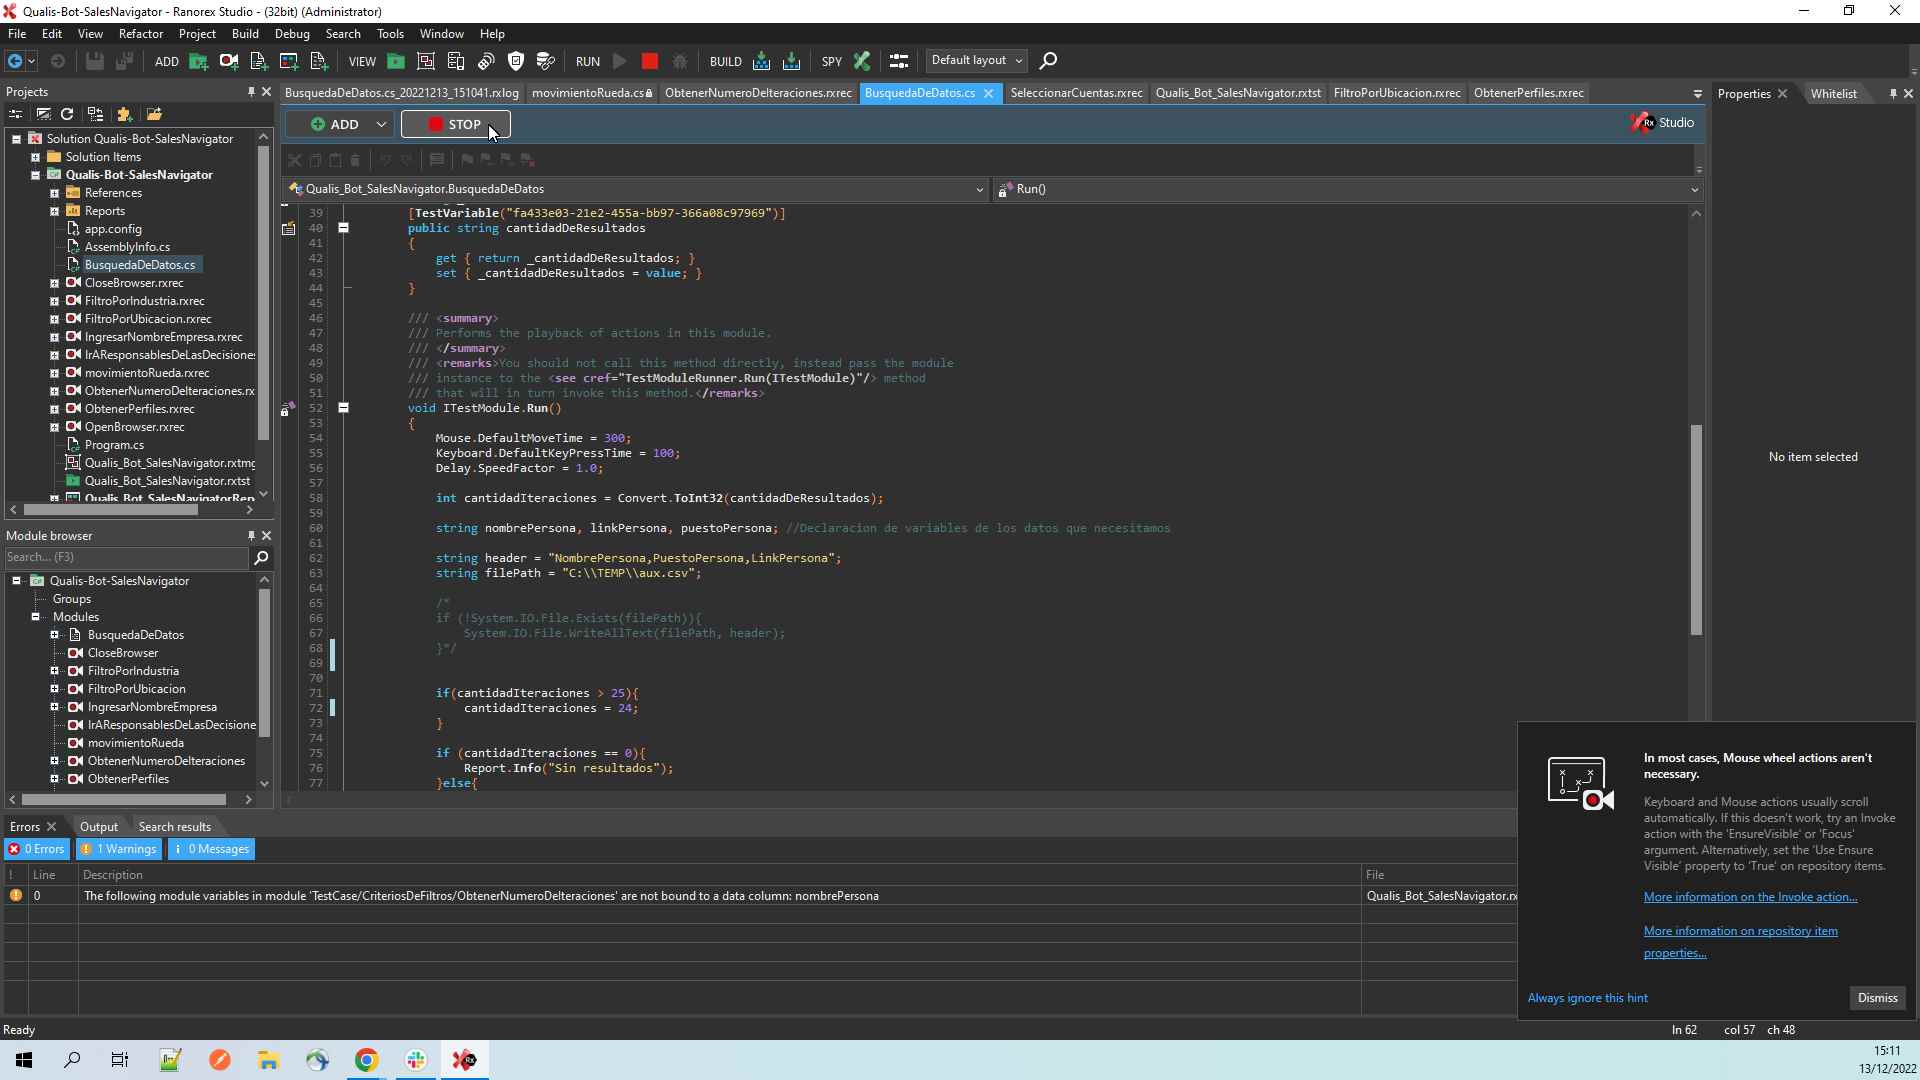 Qualis-Bot-SalesNavigator - Ranorex Studio - (32bit) (Administrator)
File Edit View Refactor Project Build Debug Search Tools Window Help
ADD VIEW RUN BUILD SPY Default layout
Projects
BusquedaDeDatos.cs_20221213_151041.rxlog movimientoRueda.cs ObtenerNumeroDeIteraciones.rxrec BusquedaDeDatos.cs SeleccionarCuentas.rxrec Qualis_Bot_SalesNavigator.rxtst FiltroPorUbicacion.rxrec ObtenerPerfiles.rxrec
Properties Whitelist
ADD STOP
Rx Studio
Solution Qualis-Bot-SalesNavigator
Solution Items
Qualis-Bot-SalesNavigator
References
Reports
app.config
AssemblyInfo.cs
BusquedaDeDatos.cs
CloseBrowser.rxrec
FiltroPorIndustria.rxrec
FiltroPorUbicacion.rxrec
IngresarNombreEmpresa.rxrec
IrAResponsablesDeLasDecisiones
movimientoRueda.rxrec
ObtenerNumeroDeIteraciones.rx
ObtenerPerfiles.rxrec
OpenBrowser.rxrec
Program.cs
Qualis_Bot_SalesNavigator.rxtmg
Qualis_Bot_SalesNavigator.rxtst
Qualis_Bot_SalesNavigatorRep
Qualis_Bot_SalesNavigator.BusquedaDeDatos
Run()
39 [TestVariable("fa433e03-21e2-455a-bb97-366a08c97969")]
40 public string cantidadDeResultados
41 {
42 get { return _cantidadDeResultados; }
43 set { _cantidadDeResultados = value; }
44 }
45
46 /// <summary>
47 /// Performs the playback of actions in this module.
48 /// </summary>
49 /// <remarks>You should not call this method directly, instead pass the module
50 /// instance to the <see cref="TestModuleRunner.Run(ITestModule)"/> method
51 /// that will in turn invoke this method.</remarks>
52 void ITestModule.Run()
53 {
54 Mouse.DefaultMoveTime = 300;
55 Keyboard.DefaultKeyPressTime = 100;
56 Delay.SpeedFactor = 1.0;
57
58 int cantidadIteraciones = Convert.ToInt32(cantidadDeResultados);
59
60 string nombrePersona, linkPersona, puestoPersona; //Declaracion de variables de los datos que necesitamos
61
62 string header = "NombrePersona,PuestoPersona,LinkPersona";
63 string filePath = "C:\\TEMP\\aux.csv";
64
65 /*
66 if (!System.IO.File.Exists(filePath)){
67 System.IO.File.WriteAllText(filePath, header);
68 }*/
69
70
71 if(cantidadIteraciones > 25){
72 cantidadIteraciones = 24;
73 }
74
75 if (cantidadIteraciones == 0){
76 Report.Info("Sin resultados");
77 }else{
No item selected
Module browser
Search... (F3)
Qualis-Bot-SalesNavigator
Groups
Modules
BusquedaDeDatos
CloseBrowser
FiltroPorIndustria
FiltroPorUbicacion
IngresarNombreEmpresa
IrAResponsablesDeLasDecisione
movimientoRueda
ObtenerNumeroDeIteraciones
ObtenerPerfiles
In most cases, Mouse wheel actions aren't
necessary.
Keyboard and Mouse actions usually scroll
automatically. If this doesn't work, try an Invoke
action with the 'EnsureVisible' or 'Focus'
argument. Alternatively, set the 'Use Ensure
Visible' property to 'True' on repository items.
More information on the Invoke action...
More information on repository item
properties...
Always ignore this hint
Dismiss
Errors Output Search results
0 Errors 1 Warnings 0 Messages
! Line Description File
0 The following module variables in module 'TestCase/CriteriosDeFiltros/ObtenerNumeroDeIteraciones' are not bound to a data column: nombrePersona Qualis_Bot_SalesNavigator.rx
Ready
ln 62 col 57 ch 48
15:11
13/12/2022